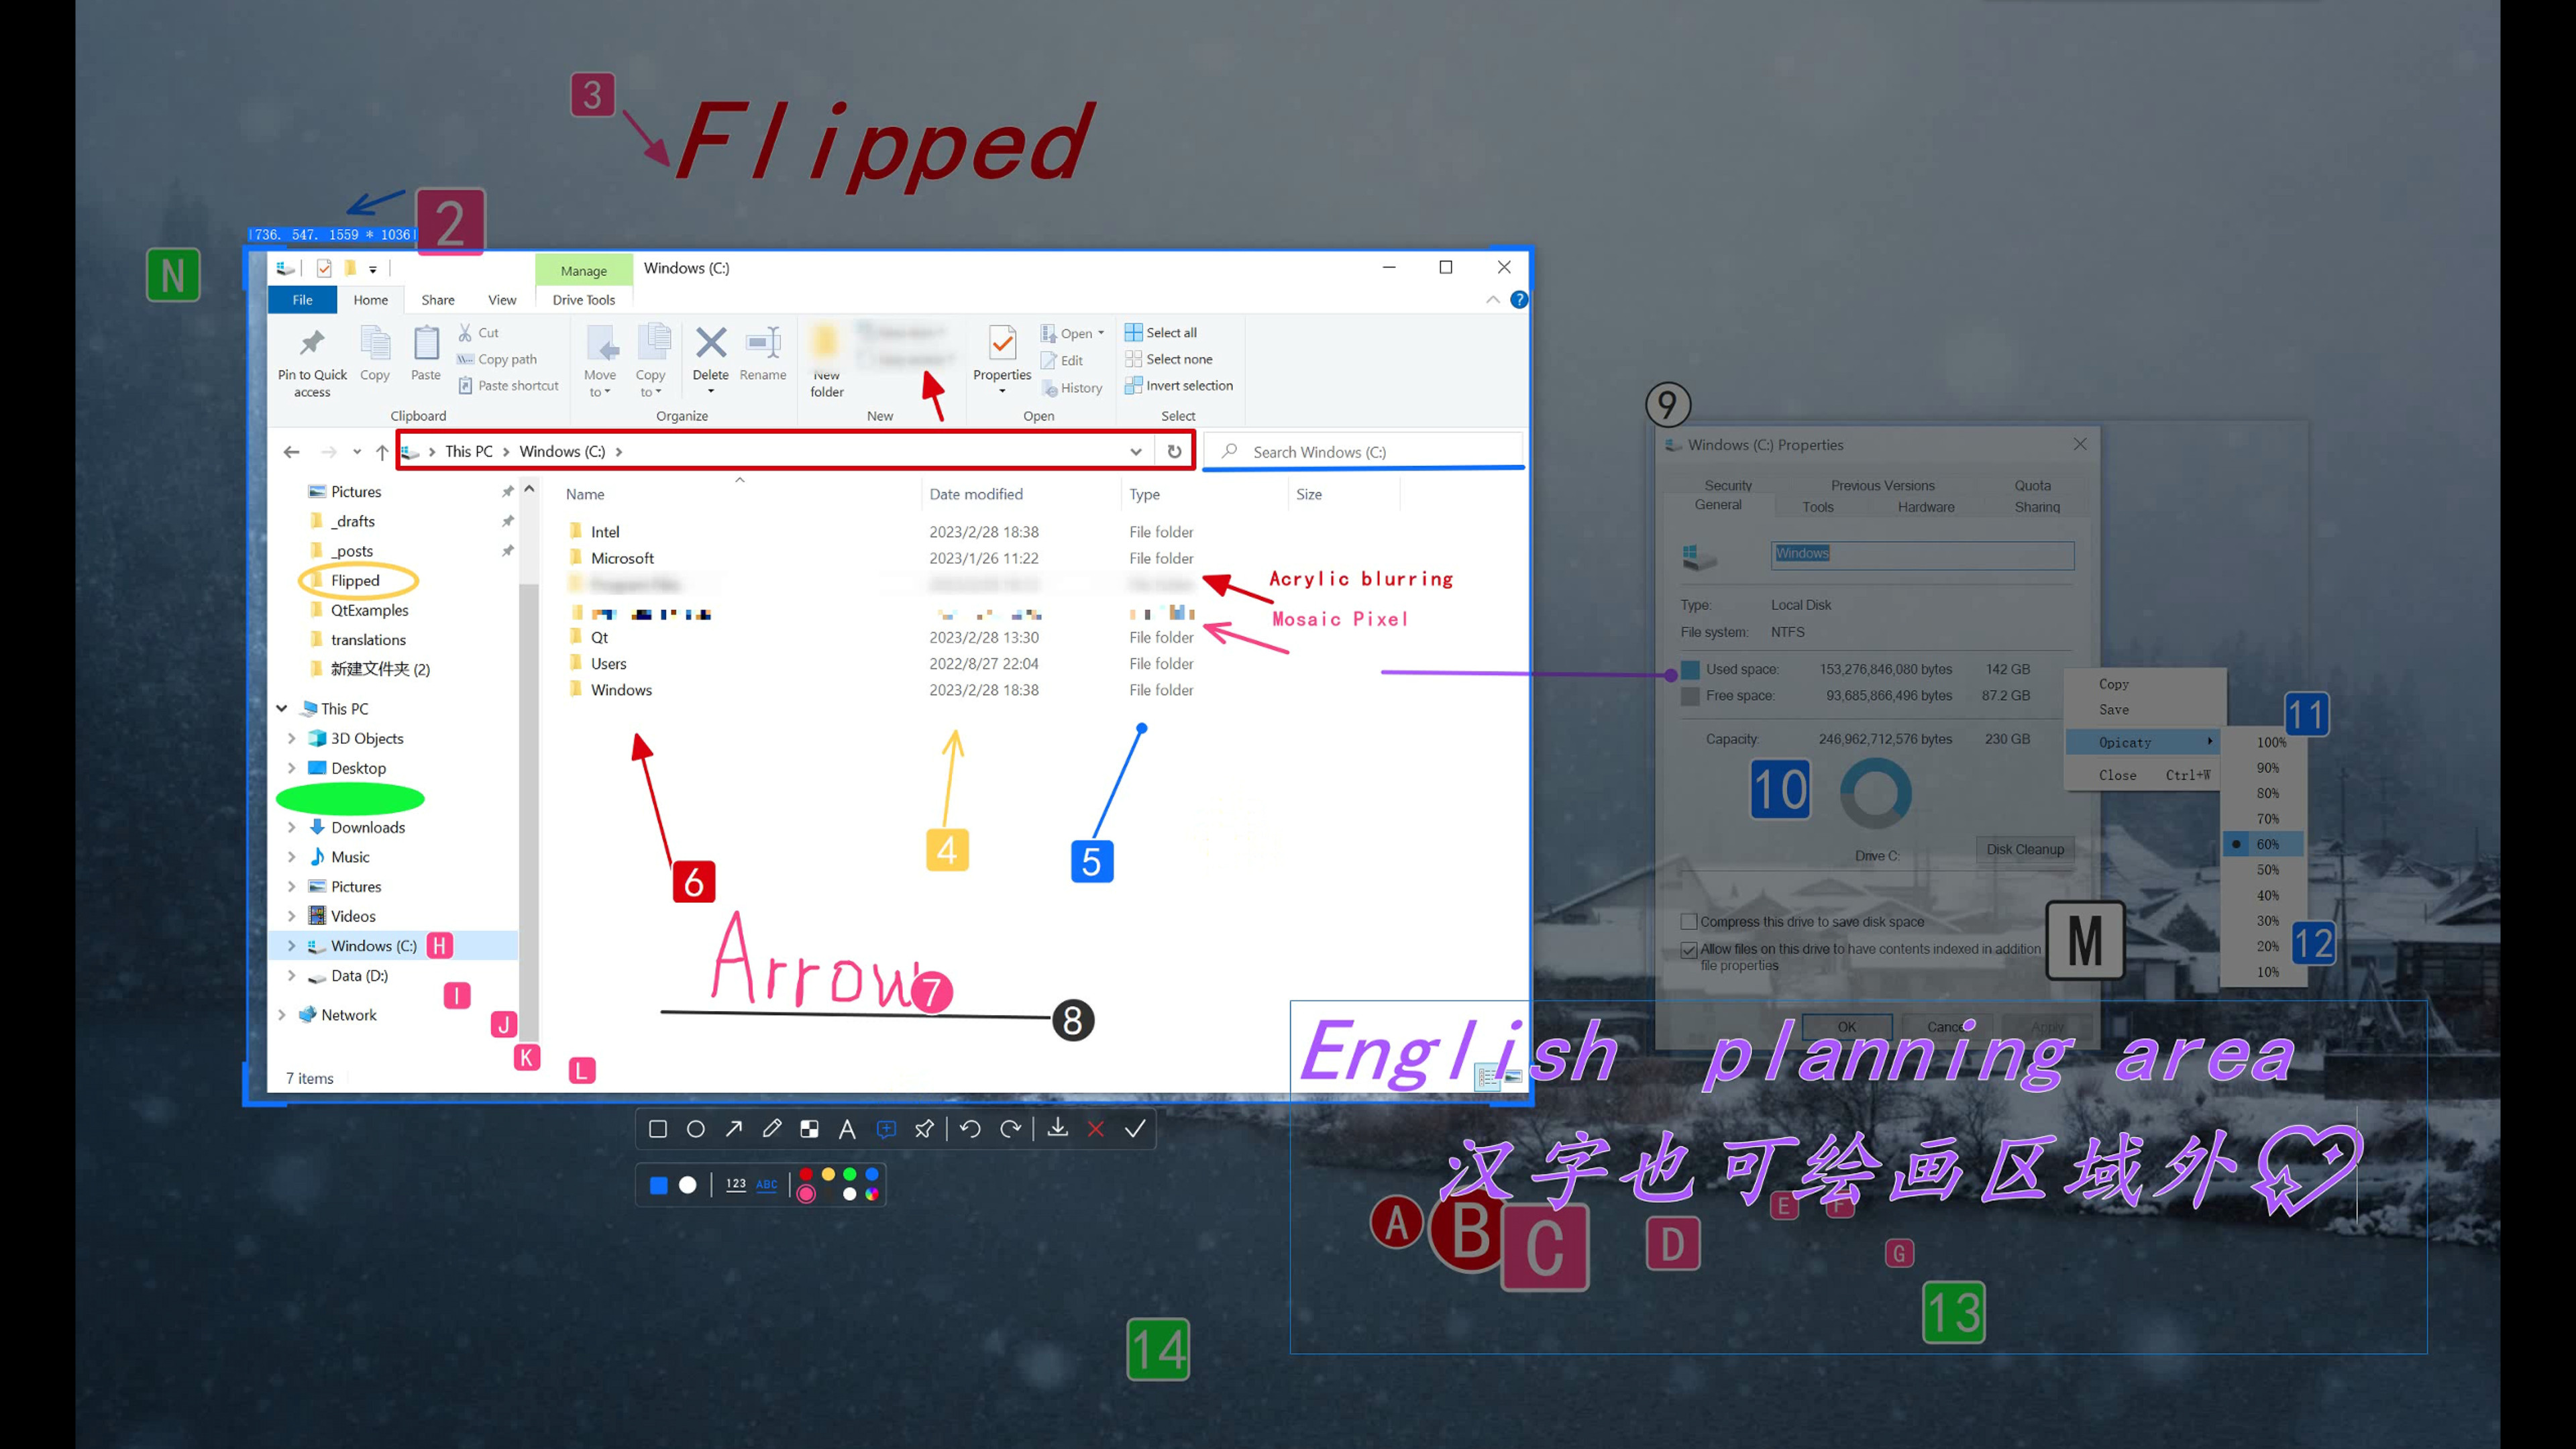 3
Flipped
2
736. 547. 1559 * 1036
N
Manage
Windows (C:)
File
Home
Share
View
Drive Tools
Pin to Quick access
Copy
Paste
Cut
Copy path
Paste shortcut
Clipboard
Move to
Copy to
Delete
Rename
Organize
New folder
New
Properties
Open
Edit
History
Open
Select all
Select none
Invert selection
Select
This PC
Windows (C:)
Search Windows (C:)
Pictures
_drafts
_posts
Flipped
QtExamples
translations
新建文件夹 (2)
This PC
3D Objects
Desktop
Downloads
Music
Pictures
Videos
Windows (C:)
H
Data (D:)
I
Network
J
K
L
7 items
Name
Date modified
Type
Size
Intel
2023/2/28 18:38
File folder
Microsoft
2023/1/26 11:22
File folder
Acrylic blurring
Mosaic Pixel
Qt
2023/2/28 13:30
File folder
Users
2022/8/27 22:04
File folder
Windows
2023/2/28 18:38
File folder
6
4
5
Arrow
7
8
9
Windows (C:) Properties
Security
Previous Versions
Quota
General
Tools
Hardware
Sharing
Windows
Type:
Local Disk
File system:
NTFS
Used space:
153,276,846,080 bytes
142 GB
Free space:
93,685,866,496 bytes
87.2 GB
Capacity:
246,962,712,576 bytes
230 GB
10
Drive C:
Disk Cleanup
Compress this drive to save disk space
Allow files on this drive to have contents indexed in addition
file properties
M
OK
Cancel
Apply
Copy
Save
Opicaty
Close Ctrl+W
11
100%
90%
80%
70%
60%
50%
40%
30%
20%
10%
12
English planning area
汉字也可绘画区域外
A
B
C
D
E
F
G
13
14
A
123
ABC